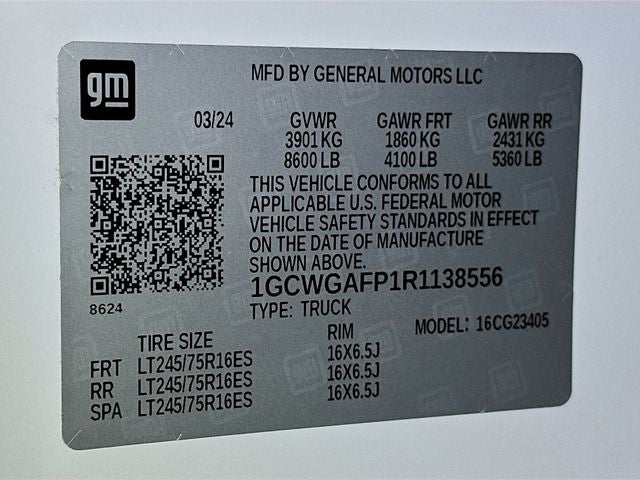 gm
MFD BY GENERAL MOTORS LLC
03/24 GVWR GAWR FRT GAWR RR
3901 KG 1860 KG 2431 KG
8600 LB 4100 LB 5360 LB
THIS VEHICLE CONFORMS TO ALL
APPLICABLE U.S. FEDERAL MOTOR
VEHICLE SAFETY STANDARDS IN EFFECT
ON THE DATE OF MANUFACTURE
SHOWN ABOVE.
8624
1GCWGAFP1R1138556
TYPE: TRUCK
MODEL: 16CG23405
TIRE SIZE RIM
FRT LT245/75R16ES 16X6.5J
RR LT245/75R16ES 16X6.5J
SPA LT245/75R16ES 16X6.5J